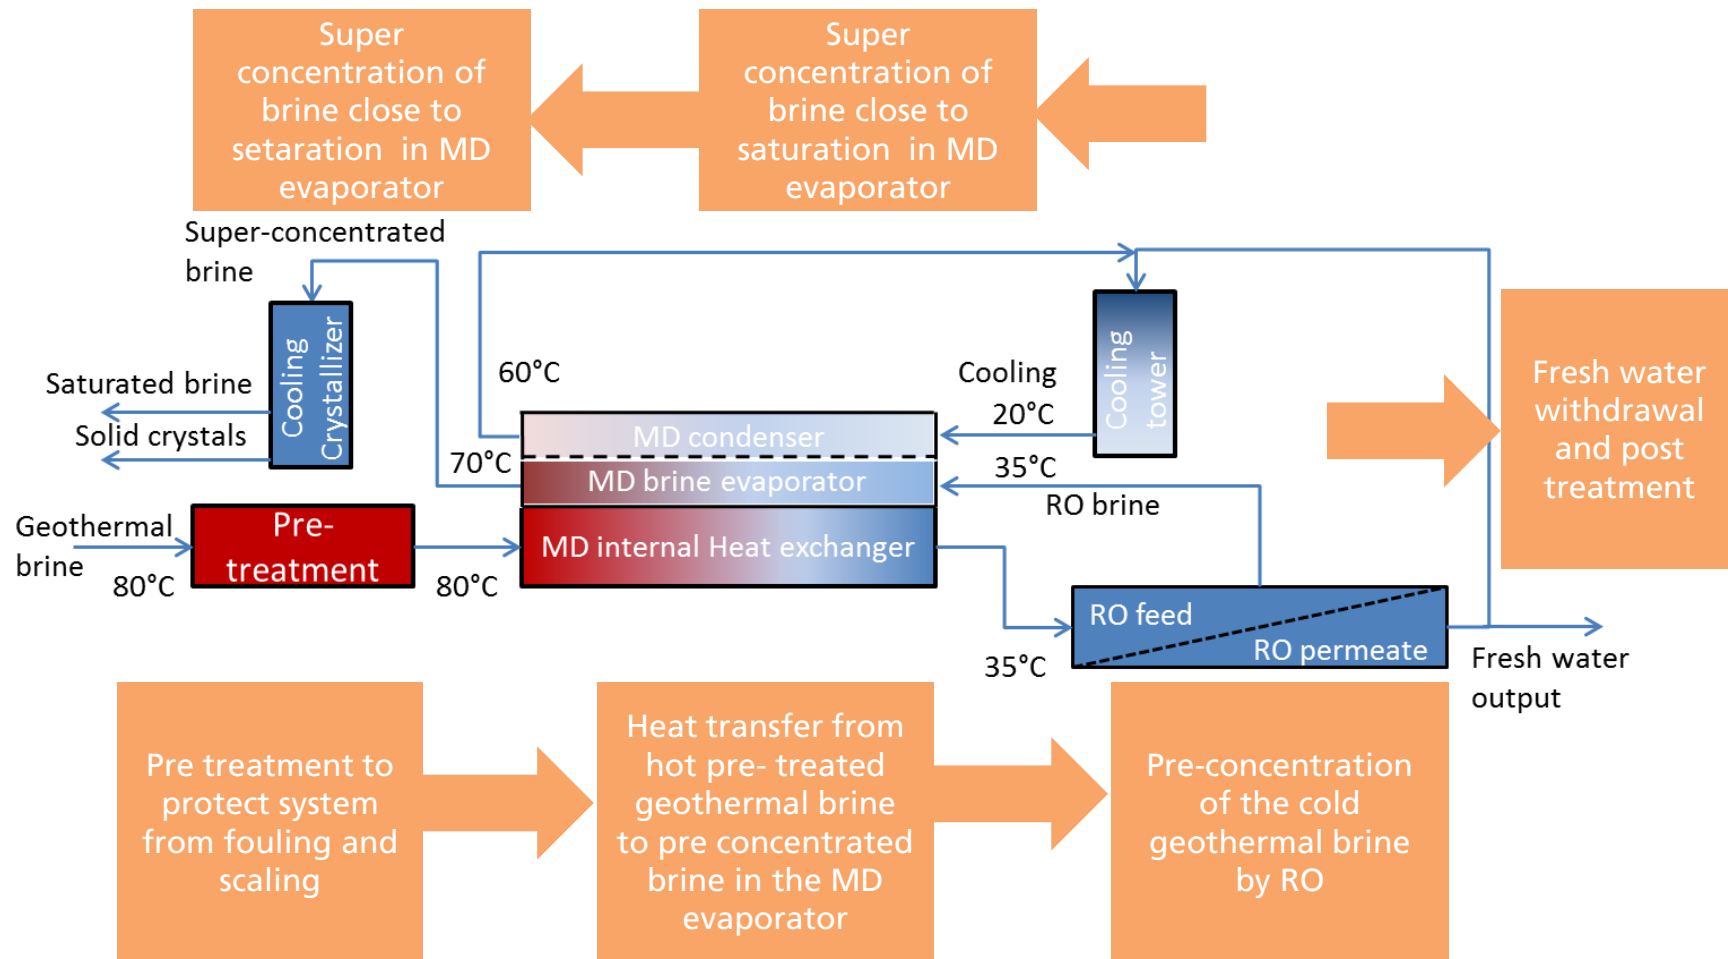 Super
concentration of
brine close to
setaration in MD
evaporator
Super
concentration of
brine close to
saturation in MD
evaporator
Super-concentrated
brine
Cooling
Crystallizer
Saturated brine
Solid crystals
60°C
Cooling
20°C
Cooling
tower
Fresh water
withdrawal
and post
treatment
MD condenser
70°C
35°C
MD brine evaporator
RO brine
Geothermal
brine
80°C
Pre-
treatment
80°C
MD internal Heat exchanger
RO feed
RO permeate
35°C
Fresh water
output
Pre treatment to
protect system
from fouling and
scaling
Heat transfer from
hot pre- treated
geothermal brine
to pre concentrated
brine in the MD
evaporator
Pre-concentration
of the cold
geothermal brine
by RO